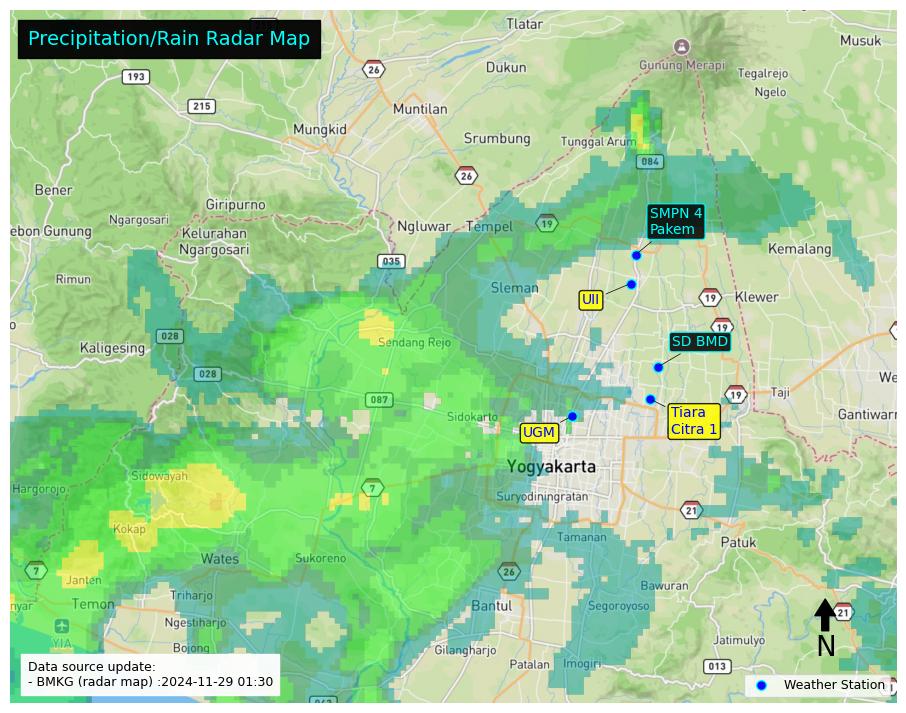 Precipitation/Rain Radar Map
Tlatar
Musuk
26
193
Dukun
Gunung Merapi
Tegalrejo
Ngelo
215
Muntilan
Mungkid
Srumbung
Tunggal Arum
084
26
Bener
Giripurno
Ngargosari
Kelurahan
Ngargosari
ebon Gunung
Ngluwar
Tempel
19
SMPN 4
Pakem
Kemalang
035
Rimun
Sleman
UII
19
Klewer
19
028
Kaligesing
Sendang Rejo
SD BMD
028
We
087
19
Taji
Sidokarto
Tiara
Citra 1
Gantiwarn
UGM
Yogyakarta
Sidowayah
Hargorojo
7
Suryodiningratan
21
Kokap
Tamanan
Patuk
Wates
Sukoreno
7
Janten
26
Bawuran
Temon
Triharjo
Bantul
Segoroyoso
21
nyar
Ngestiharjo
YIA
N
Bojong
Gilangharjo
Jatimulyo
Patalan
Imogiri
013
Data source update:
- BMKG (radar map) :2024-11-29 01:30
Weather Station